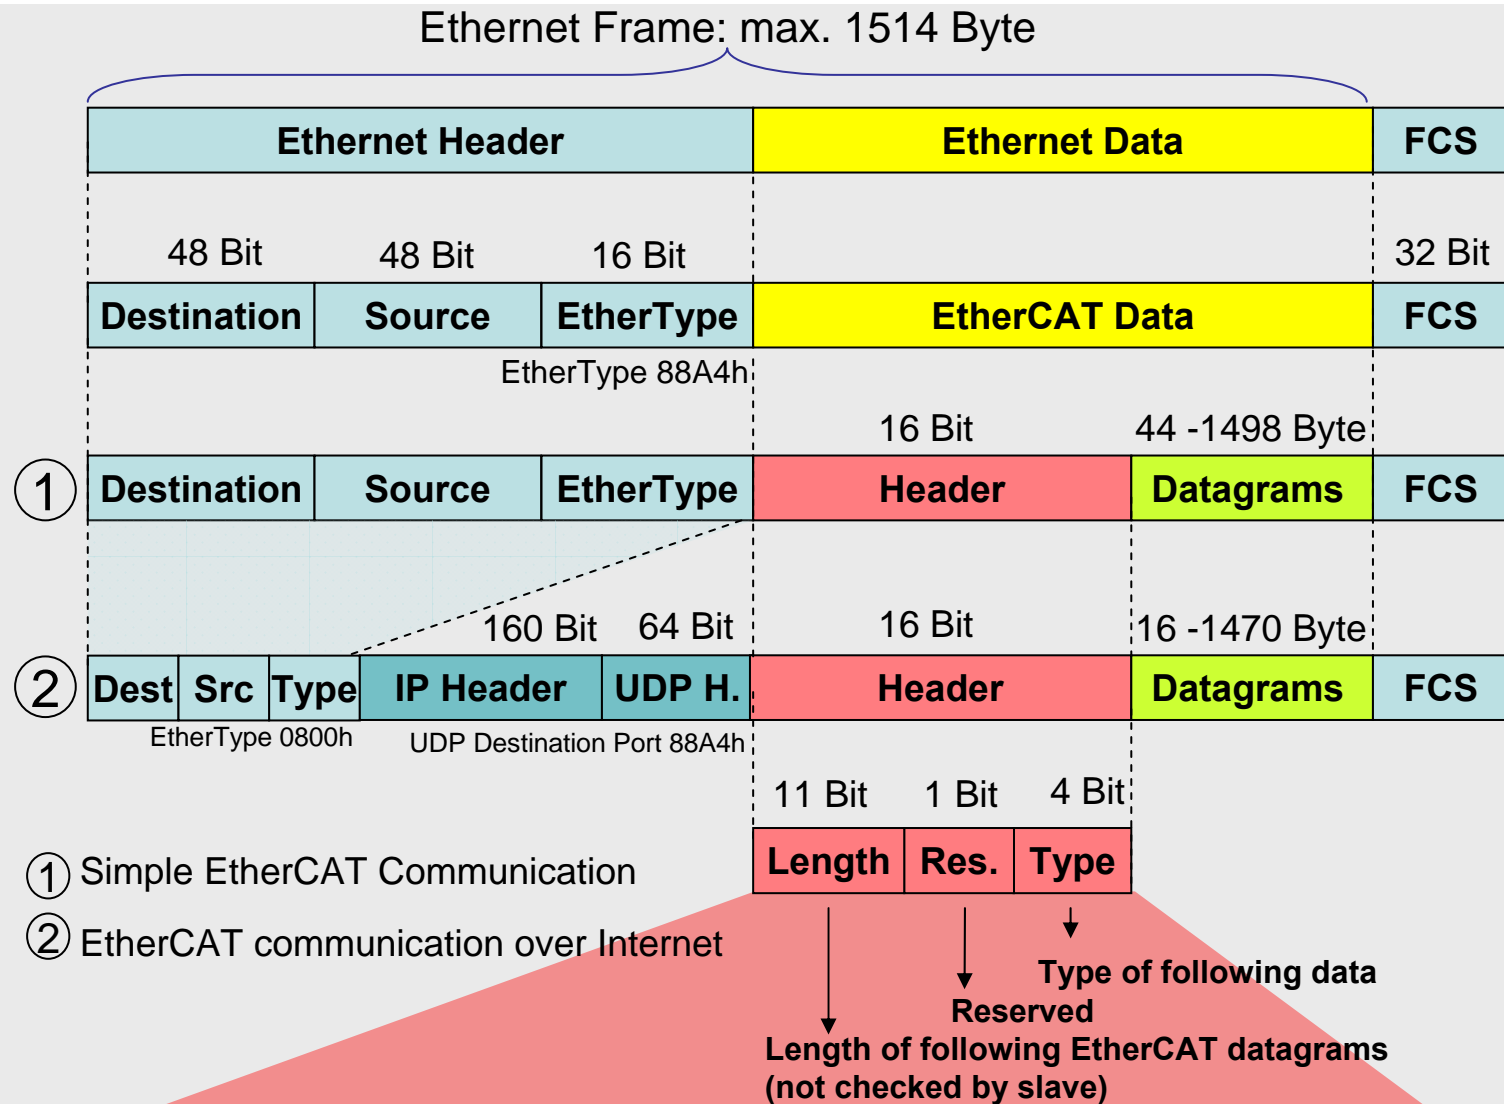 Ethernet Frame: max. 1514 Byte
Ethernet Header Ethernet Data FCS
48 Bit 48 Bit 16 Bit 32 Bit
Destination Source EtherType EtherCAT Data FCS
EtherType 88A4h
16 Bit 44 -1498 Byte
1 Destination Source EtherType Header Datagrams FCS
160 Bit 64 Bit 16 Bit 16 -1470 Byte
2 Dest Src Type IP Header UDP H. Header Datagrams FCS
EtherType 0800h UDP Destination Port 88A4h
11 Bit 1 Bit 4 Bit
Length Res. Type
1 Simple EtherCAT Communication
2 EtherCAT communication over Internet
Type of following data
Reserved
Length of following EtherCAT datagrams
(not checked by slave)